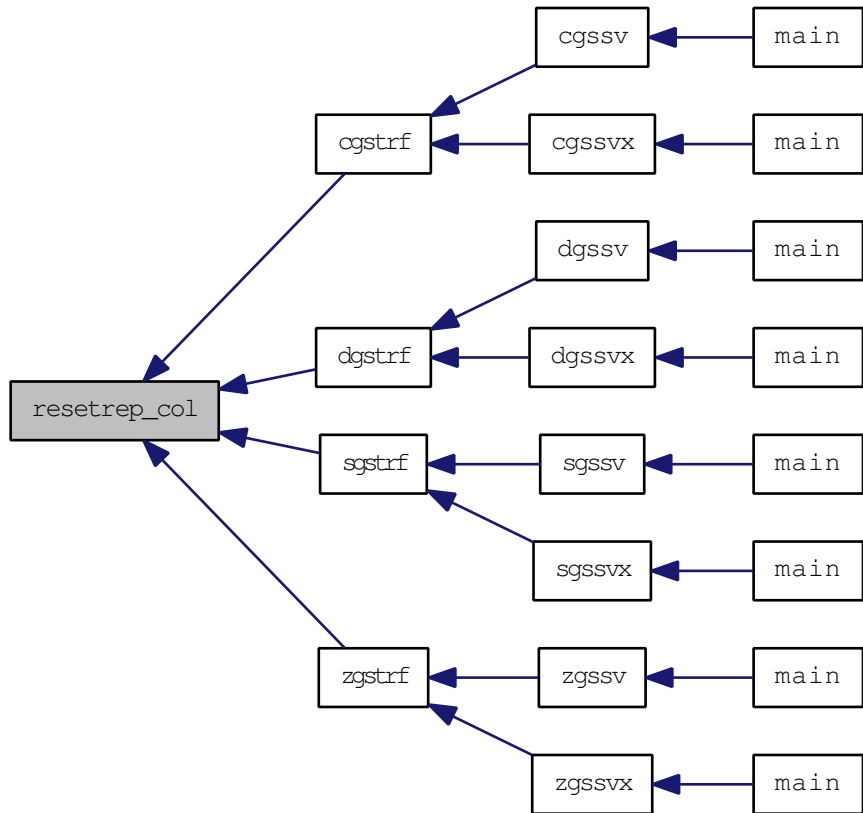 cgssv
main
cgstrf
cgssvx
main
dgssv
main
dgstrf
dgssvx
main
resetrep_col
sgstrf
sgssv
main
sgssvx
main
zgstrf
zgssv
main
zgssvx
main